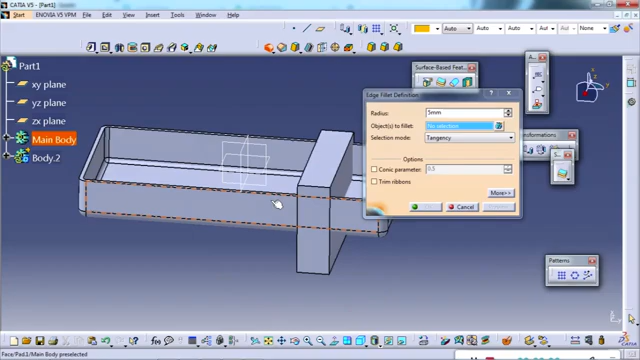 CATIA V5 - [Part1]
Start ENOVIA V5 VPM File Edit View Insert Tools Window Help
Auto Auto Auto
Part1
xy plane
yz plane
zx plane
Main Body
Body.2
Surface-Based Feat...
Edge Fillet Definition
Radius: 5mm
Object(s) to fillet: No selection
Selection mode: Tangency
Options
Conic parameter: 0.5
Trim ribbons
More>>
Cancel
Patterns
Face/Pad.1/Main Body preselected